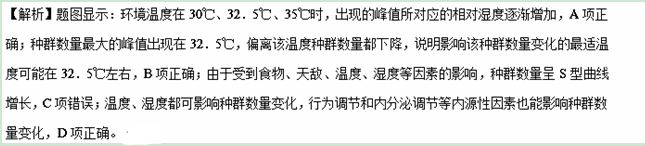 【解析】题图显示：环境温度在 30℃、32．5℃、35℃时，出现的峰值所对应的相对湿度逐渐增加，A 项正
确；种群数量最大的峰值出现在 32．5℃，偏离该温度种群数量都下降，说明影响该种群数量变化的最适温
度可能在 32．5℃左右，B 项正确；由于受到食物、天敌、温度、湿度等因素的影响，种群数量呈 S 型曲线
增长，C 项错误；温度、湿度都可影响种群数量变化，行为调节和内分泌调节等内源性因素也能影响种群数
量变化，D 项正确。